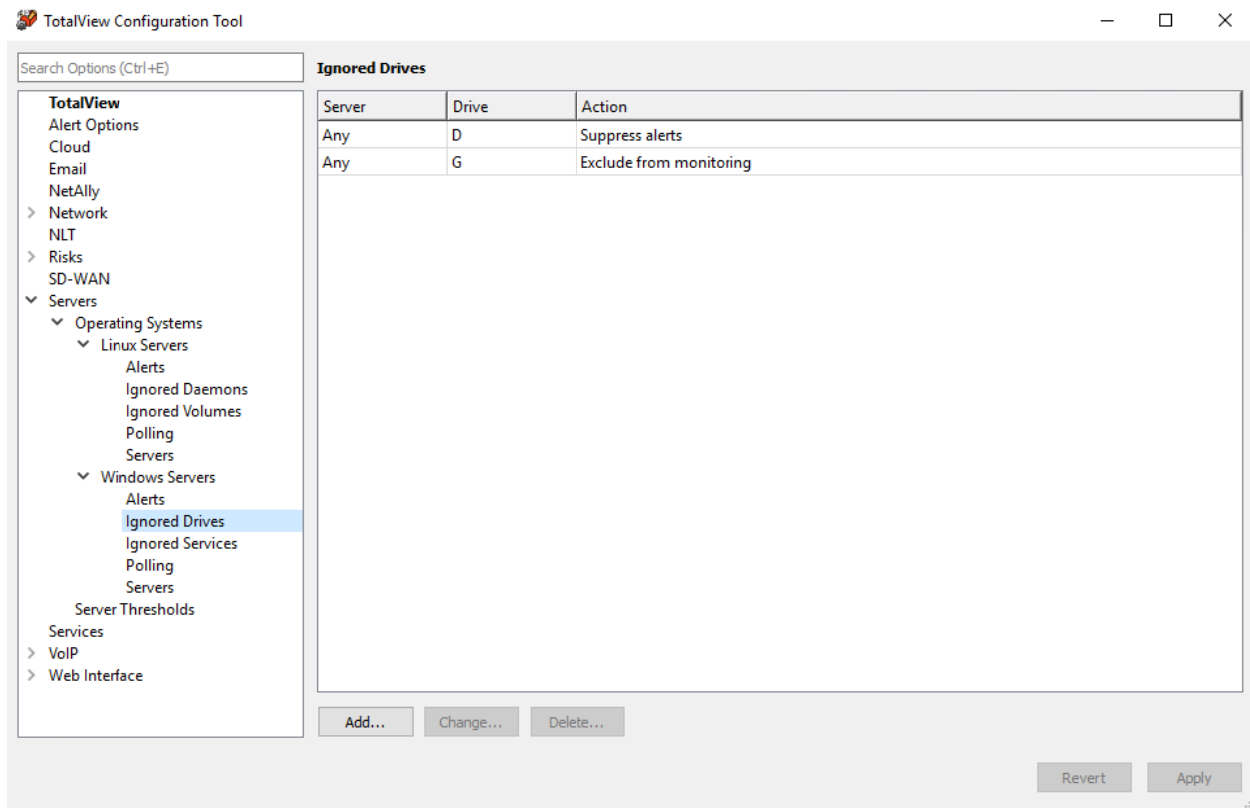 TotalView Configuration Tool
Search Options (Ctrl+E)
TotalView
Alert Options
Cloud
Email
NetAlly
Network
NLT
Risks
SD-WAN
Servers
Operating Systems
Linux Servers
Alerts
Ignored Daemons
Ignored Volumes
Polling
Servers
Windows Servers
Alerts
Ignored Drives
Ignored Services
Polling
Servers
Server Thresholds
Services
VoIP
Web Interface
Ignored Drives
Server Drive Action
Any D Suppress alerts
Any G Exclude from monitoring
Add... Change... Delete...
Revert Apply